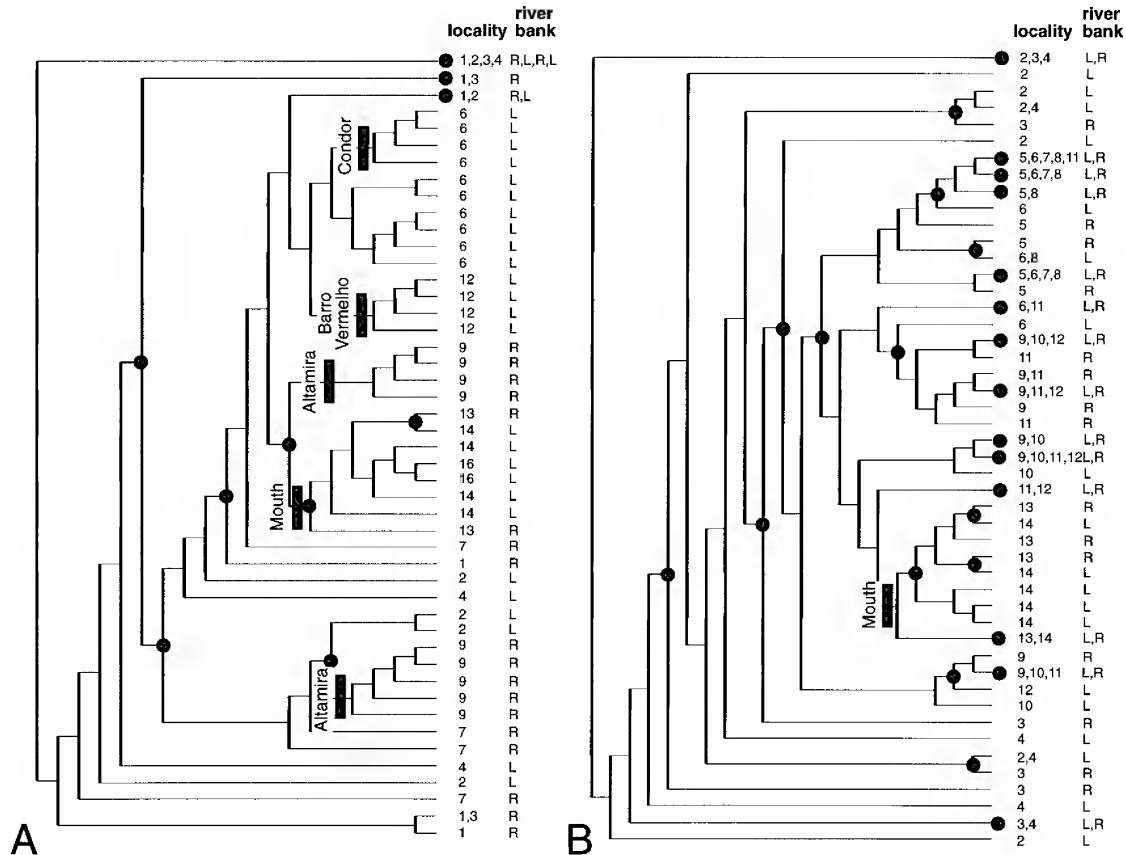 locality river bank
1,2,3,4 R,L,R,L
1,3 R
1,2 R,L
6 L
6 L
6 L
6 L
6 L
6 L
6 L
6 L
6 L
6 L
12 L
12 L
12 L
12 L
9 R
9 R
9 R
9 R
13 R
14 L
14 L
16 L
16 L
14 L
14 L
13 R
7 R
1 R
2 L
4 L
2 L
2 L
9 R
9 R
9 R
9 R
9 R
7 R
7 R
4 L
2 L
7 R
1,3 R
1 R
Condor
Barro Vermelho
Altamira
Mouth
Altamira
A
locality river bank
2,3,4 L,R
2 L
2 L
2,4 L
3 R
2 L
5,6,7,8,11 L,R
5,6,7,8 L,R
5,8 L,R
6 L
5 R
5 R
6,8 L
5,6,7,8 L,R
5 R
6,11 L,R
6 L
9,10,12 L,R
11 R
9,11 R
9,11,12 L,R
9 R
11 R
9,10 L,R
9,10,11,12 L,R
10 L
11,12 L,R
13 R
14 L
13 R
13 R
14 L
14 L
14 L
14 L
13,14 L,R
9 R
9,10,11 L,R
12 L
10 L
3 R
4 L
2,4 L
3 R
3 R
4 L
3,4 L,R
2 L
Mouth
B